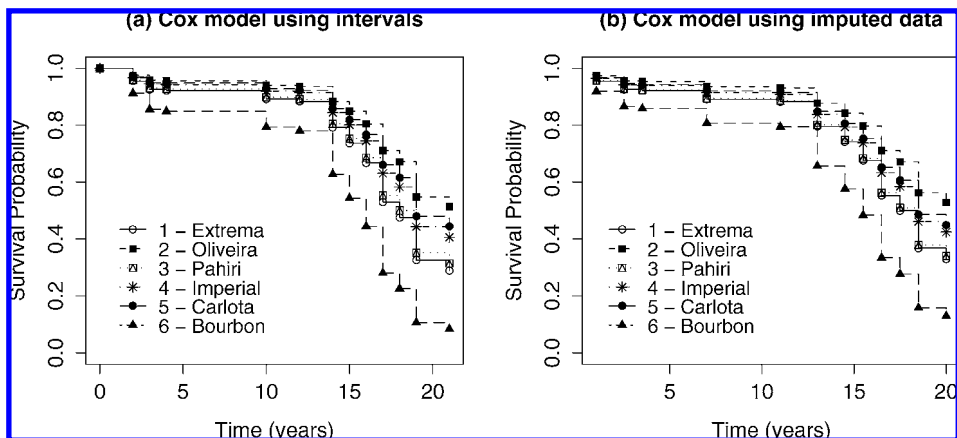 (a) Cox model using intervals
Survival Probability
1.0
0.8
0.6
0.4
0.2
0.0
1 − Extrema
2 − Oliveira
3 − Pahiri
4 − Imperial
5 − Carlota
6 − Bourbon
0 5 10 15 20
Time (years)
(b) Cox model using imputed data
Survival Probability
1.0
0.8
0.6
0.4
0.2
0.0
1 − Extrema
2 − Oliveira
3 − Pahiri
4 − Imperial
5 − Carlota
6 − Bourbon
5 10 15 20
Time (years)